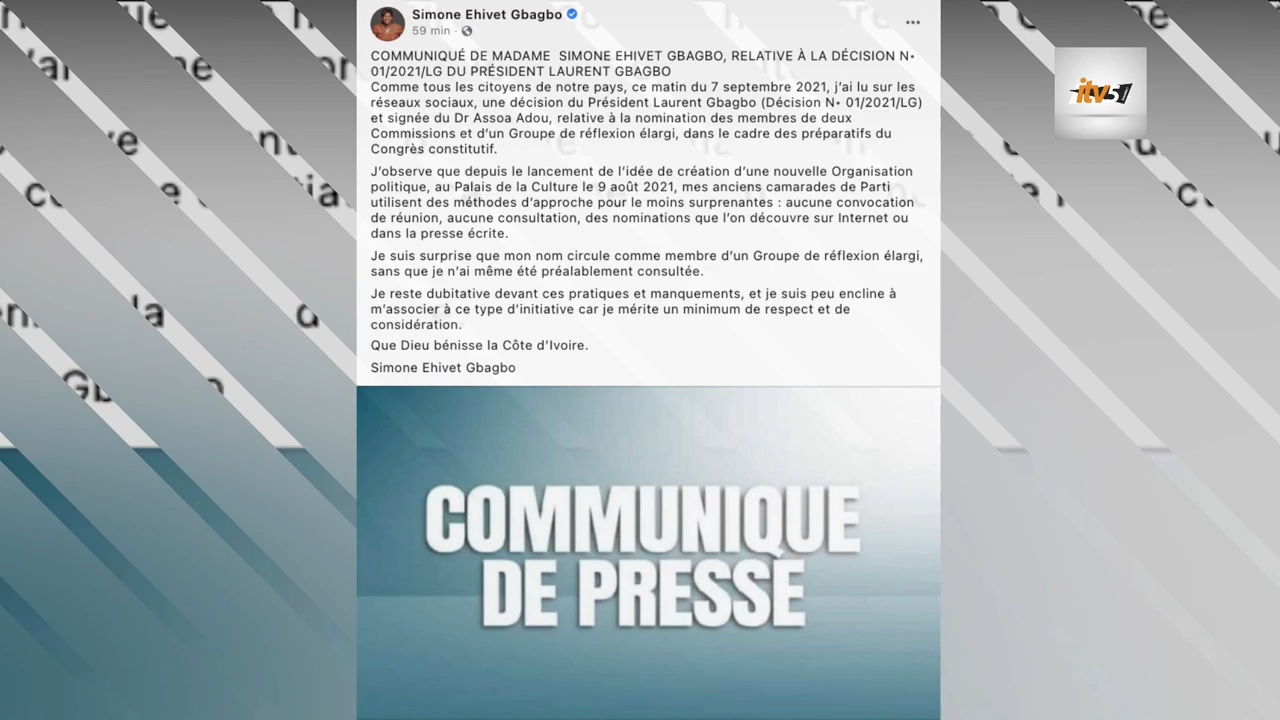 Simone Ehivet Gbagbo
59 min ·
COMMUNIQUÉ DE MADAME SIMONE EHIVET GBAGBO, RELATIVE À LA DÉCISION N•
01/2021/LG DU PRÉSIDENT LAURENT GBAGBO
Comme tous les citoyens de notre pays, ce matin du 7 septembre 2021, j'ai lu sur les
réseaux sociaux, une décision du Président Laurent Gbagbo (Décision N• 01/2021/LG)
et signée du Dr Assoa Adou, relative à la nomination des membres de deux
Commissions et d'un Groupe de réflexion élargi, dans le cadre des préparatifs du
Congrès constitutif.
J'observe que depuis le lancement de l'idée de création d'une nouvelle Organisation
politique, au Palais de la Culture le 9 août 2021, mes anciens camarades de Parti
utilisent des méthodes d'approche pour le moins surprenantes : aucune convocation
de réunion, aucune consultation, des nominations que l'on découvre sur Internet ou
dans la presse écrite.
Je suis surprise que mon nom circule comme membre d'un Groupe de réflexion élargi,
sans que je n'ai même été préalablement consultée.
Je reste dubitative devant ces pratiques et manquements, et je suis peu encline à
m'associer à ce type d'initiative car je mérite un minimum de respect et de
considération.
Que Dieu bénisse la Côte d'Ivoire.
Simone Ehivet Gbagbo
COMMUNIQUE
DE PRESSE
itv51